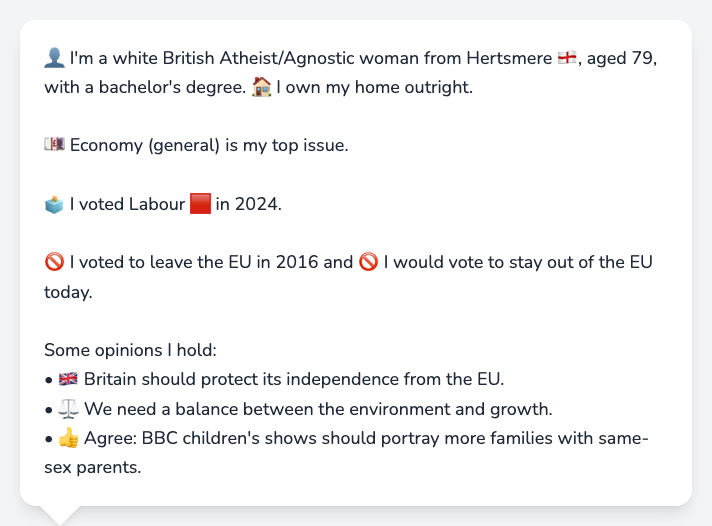 👤 I'm a white British Atheist/Agnostic woman from Hertsmere 🏴󠁧󠁢󠁥󠁮󠁧󠁿, aged 79,
with a bachelor's degree. 🏠 I own my home outright.
💷 Economy (general) is my top issue.
🗳️ I voted Labour 🟥 in 2024.
🚫 I voted to leave the EU in 2016 and 🚫 I would vote to stay out of the EU
today.
Some opinions I hold:
• 🇬🇧 Britain should protect its independence from the EU.
• ⚖️ We need a balance between the environment and growth.
• 👍 Agree: BBC children's shows should portray more families with same-
sex parents.